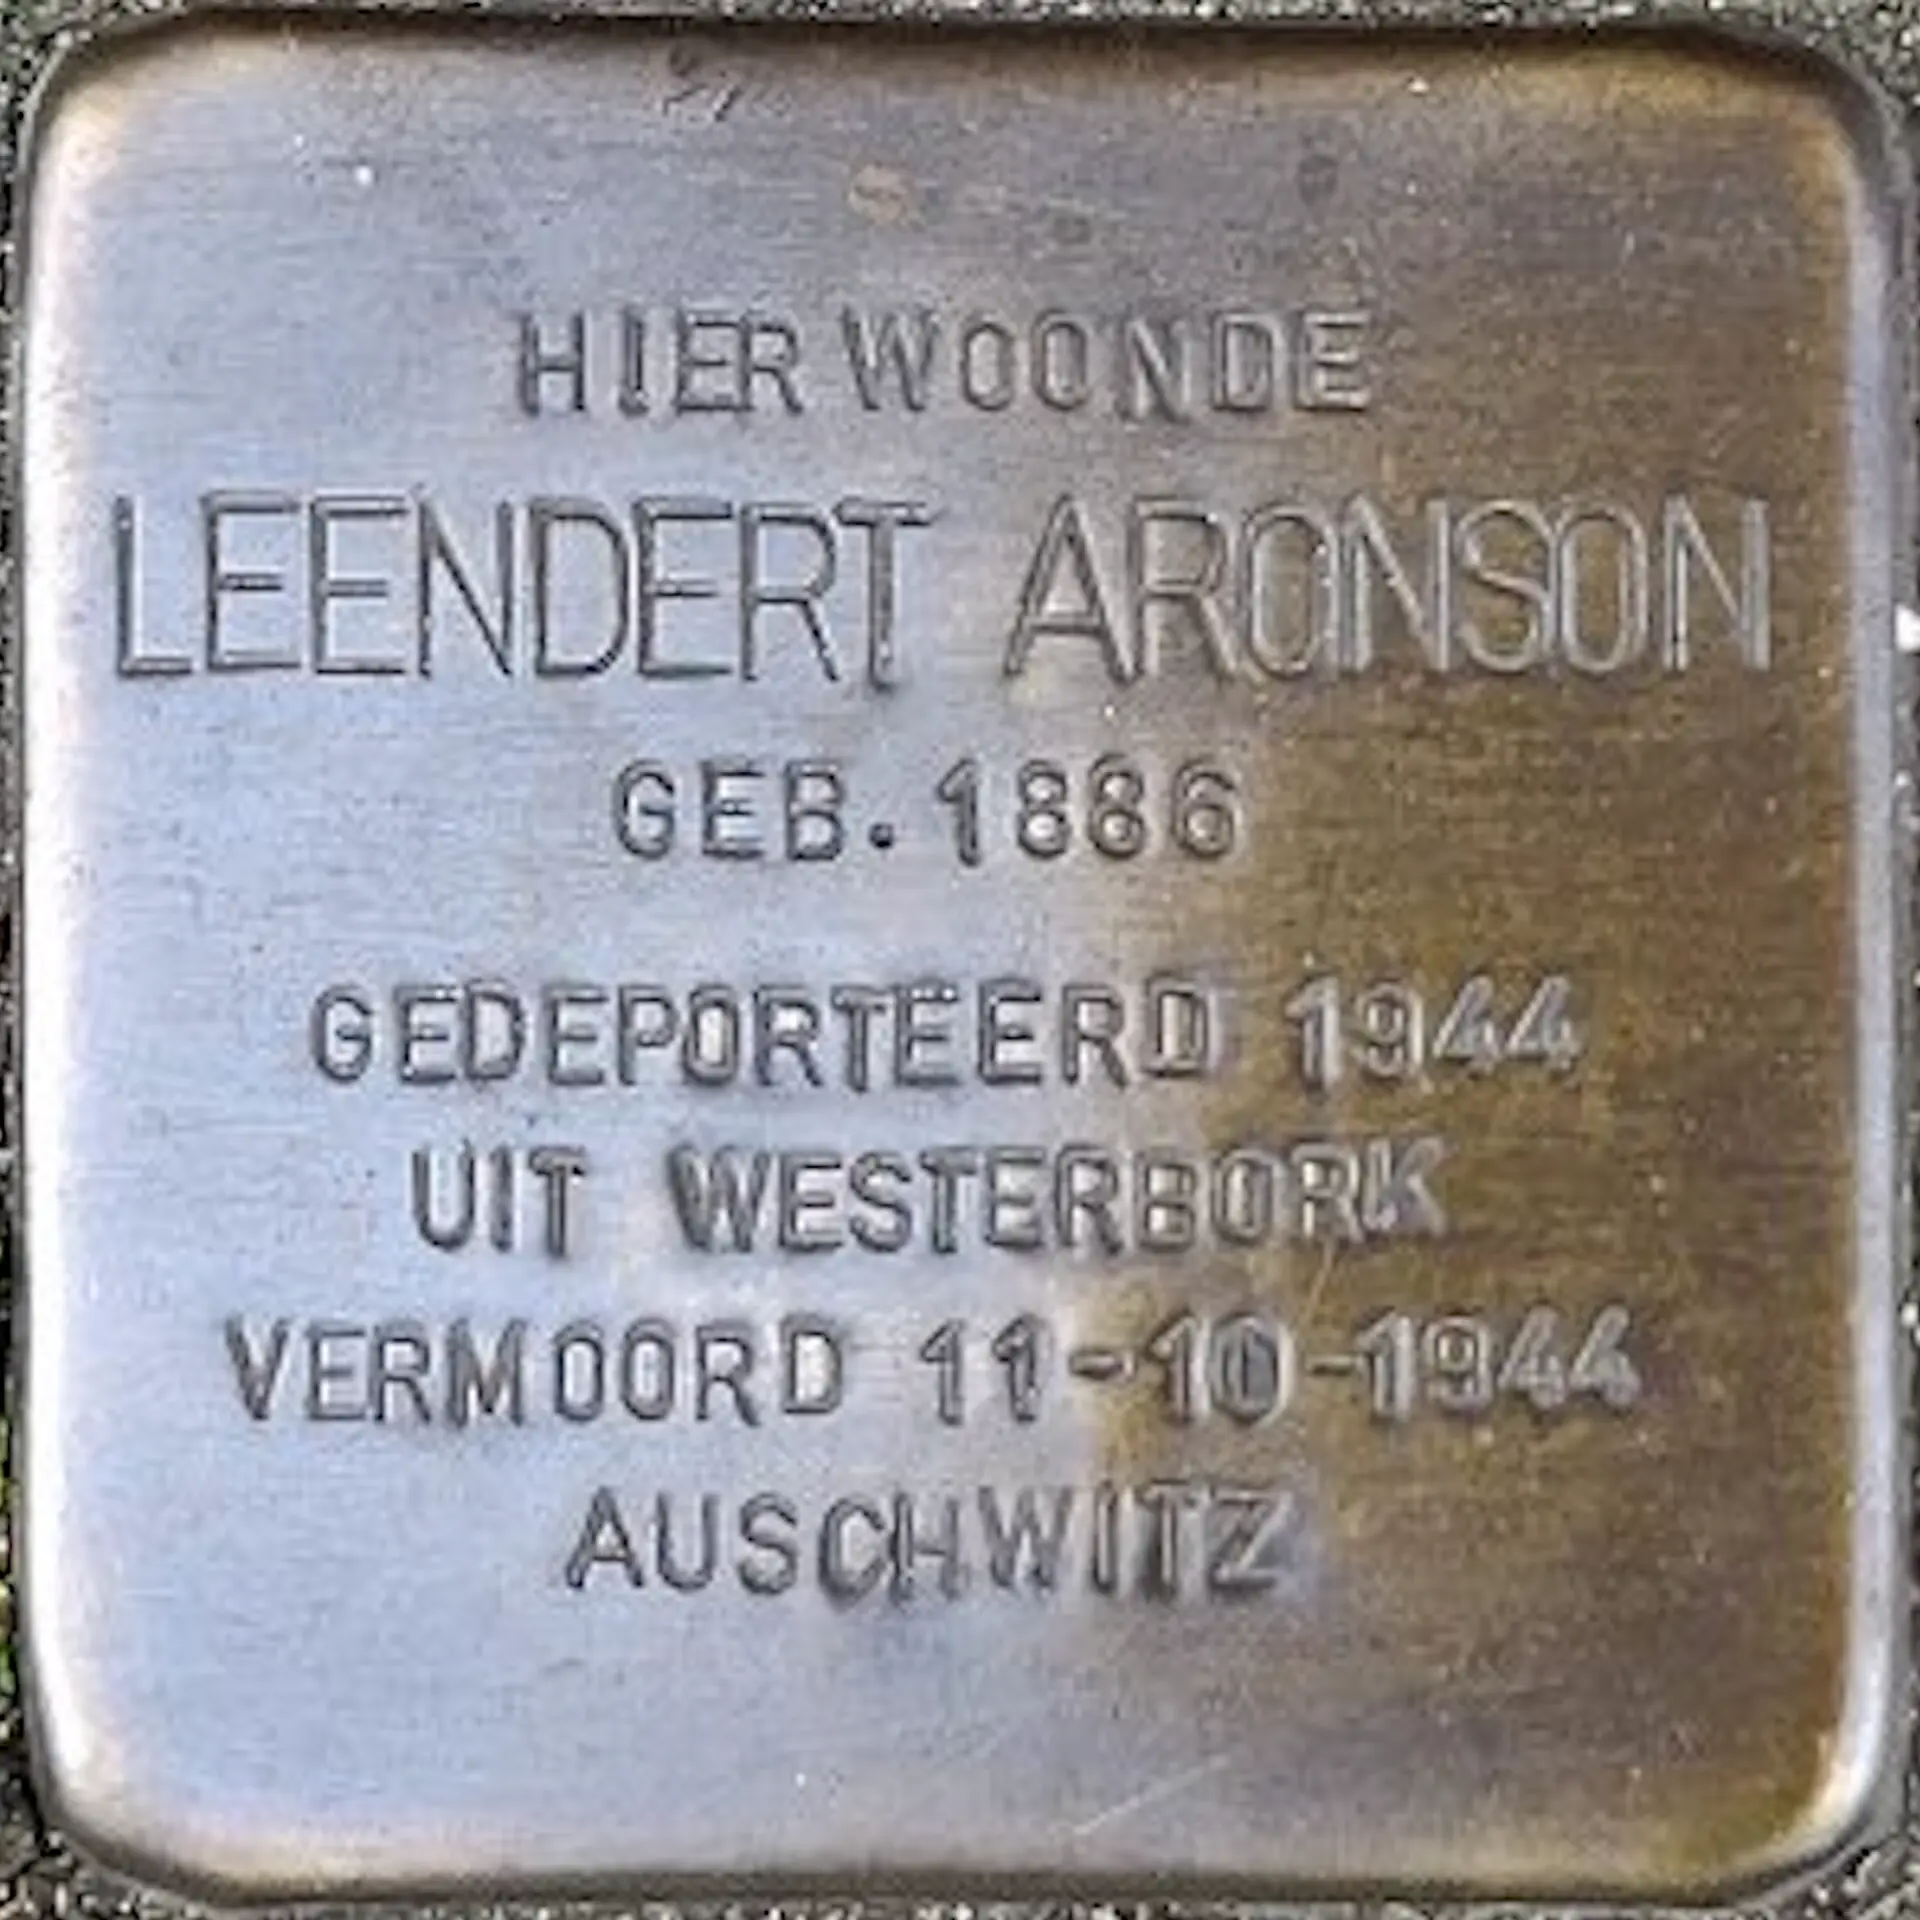 HIER WOONDE
LEENDERT ARONSON
GEB. 1886
GEDEPORTEERD 1944
UIT WESTERBORK
VERMOORD 11-10-1944
AUSCHWITZ